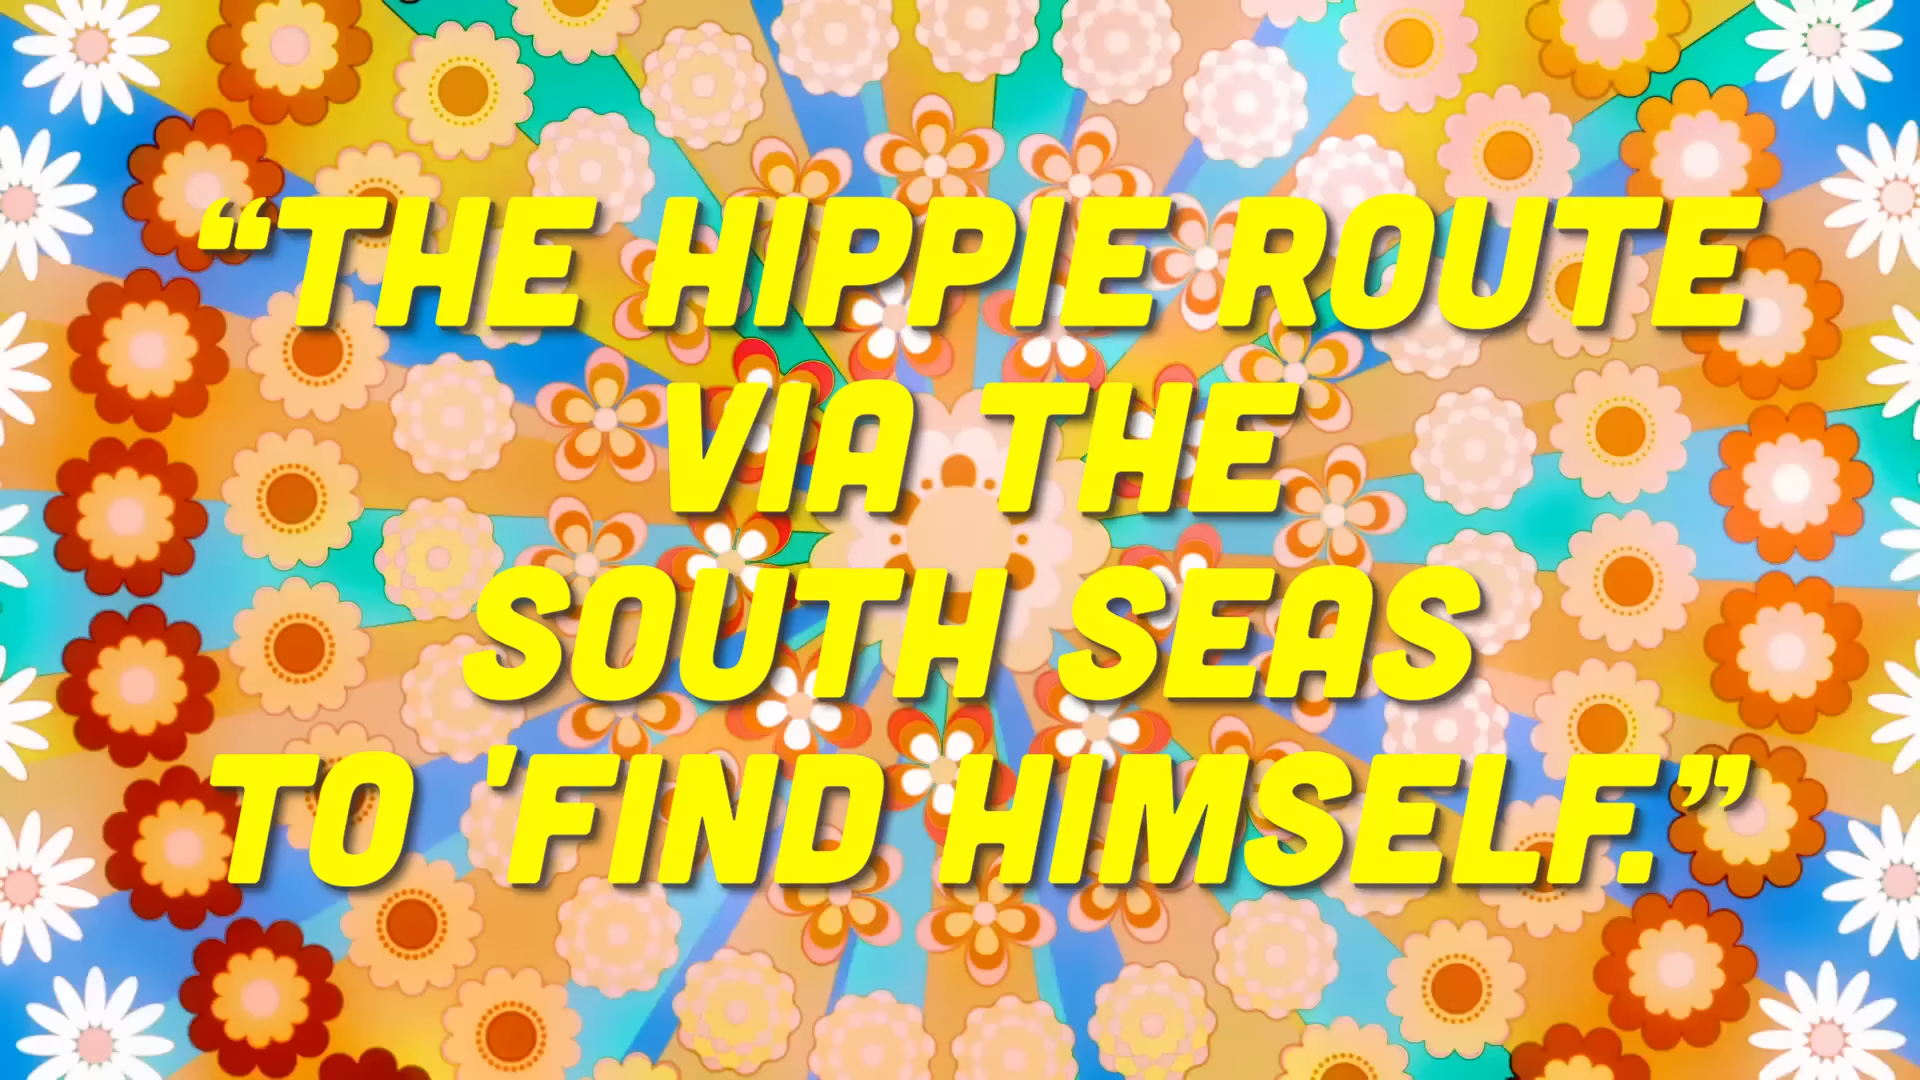 “THE HIPPIE ROUTE
VIA THE
SOUTH SEAS
TO 'FIND HIMSELF.”